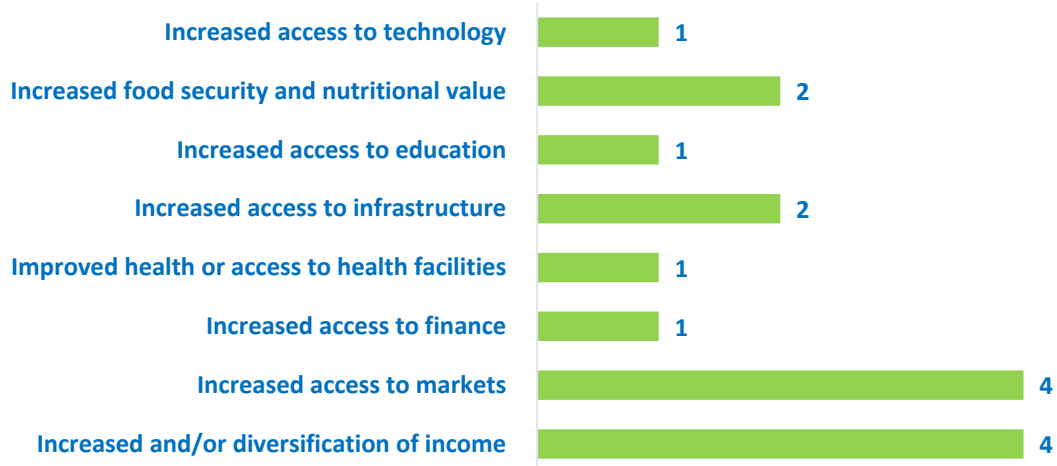 Increased access to technology 1
Increased food security and nutritional value 2
Increased access to education 1
Increased access to infrastructure 2
Improved health or access to health facilities 1
Increased access to finance 1
Increased access to markets 4
Increased and/or diversification of income 4